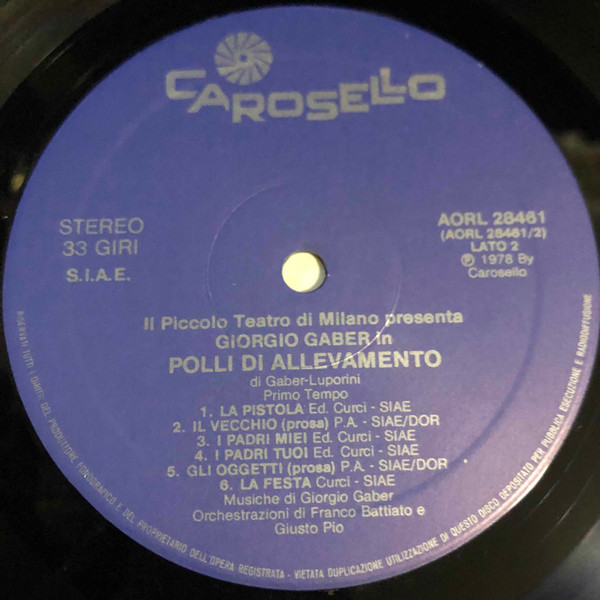 CAROSELLO
STEREO
33 GIRI
S.I.A.E.
AORL 28461
(AORL 28461/2)
LATO 2
Ⓟ 1978 By
Carosello
Il Piccolo Teatro di Milano presenta
GIORGIO GABER in
POLLI DI ALLEVAMENTO
di Gaber-Luporini
Primo Tempo
1. LA PISTOLA Ed. Curci - SIAE
2. IL VECCHIO (prosa) P.A. - SIAE/DOR
3. I PADRI MIEI Ed. Curci - SIAE
4. I PADRI TUOI Ed. Curci - SIAE
5. GLI OGGETTI (prosa) P.A. - SIAE/DOR
6. LA FESTA Curci - SIAE
Musiche di Giorgio Gaber
Orchestrazioni di Franco Battiato e
Giusto Pio
RISERVATI TUTTI I DIRITTI DEL PRODUTTORE FONOGRAFICO E DEL PROPRIETARIO DELL'OPERA REGISTRATA - VIETATA DUPLICAZIONE UTILIZZAZIONE DI QUESTO DISCO DEPOSITATO PER PUBBLICA ESECUZIONE E RADIODIFFUSIONE